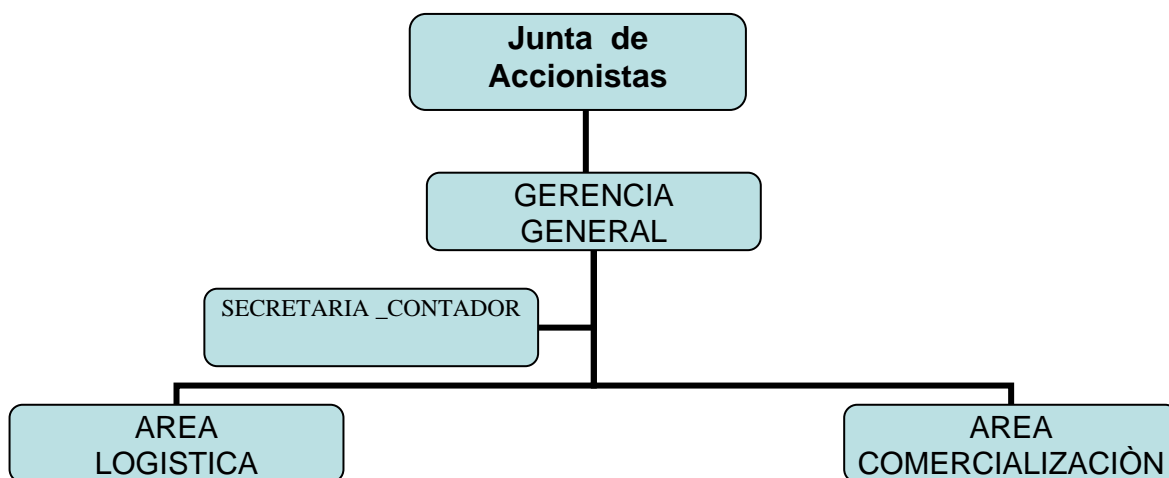 Junta de
Accionistas
GERENCIA
GENERAL
SECRETARIA _CONTADOR
AREA
LOGISTICA
AREA
COMERCIALIZACIÒN